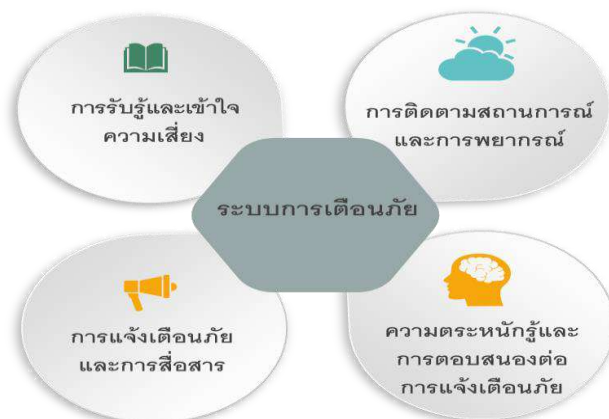 การรับรู้และเข้าใจ
ความเสี่ยง
การติดตามสถานการณ์
และการพยากรณ์
ระบบการเตือนภัย
การแจ้งเตือนภัย
และการสื่อสาร
ความตระหนักรู้และ
การตอบสนองต่อ
การแจ้งเตือนภัย